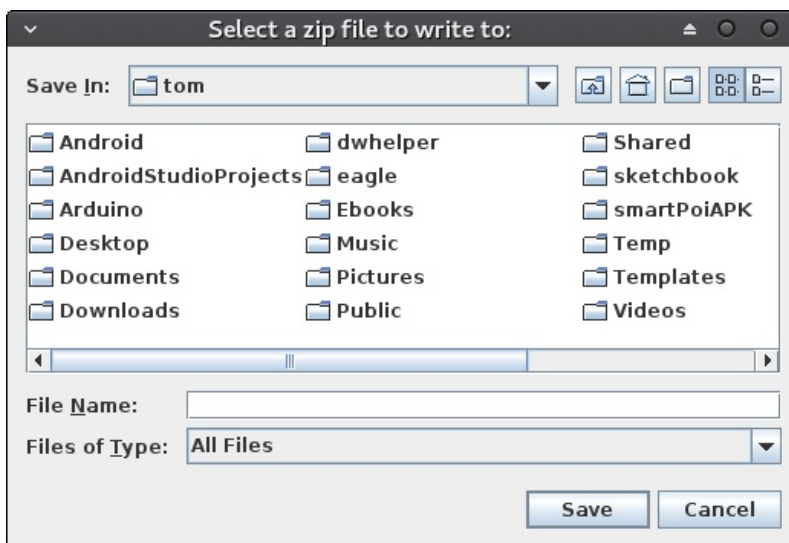 Select a zip file to write to:
Save In: tom
Android dwhelper Shared
AndroidStudioProjects eagle sketchbook
Arduino Ebooks smartPoiAPK
Desktop Music Temp
Documents Pictures Templates
Downloads Public Videos
File Name:
Files of Type: All Files
Save Cancel